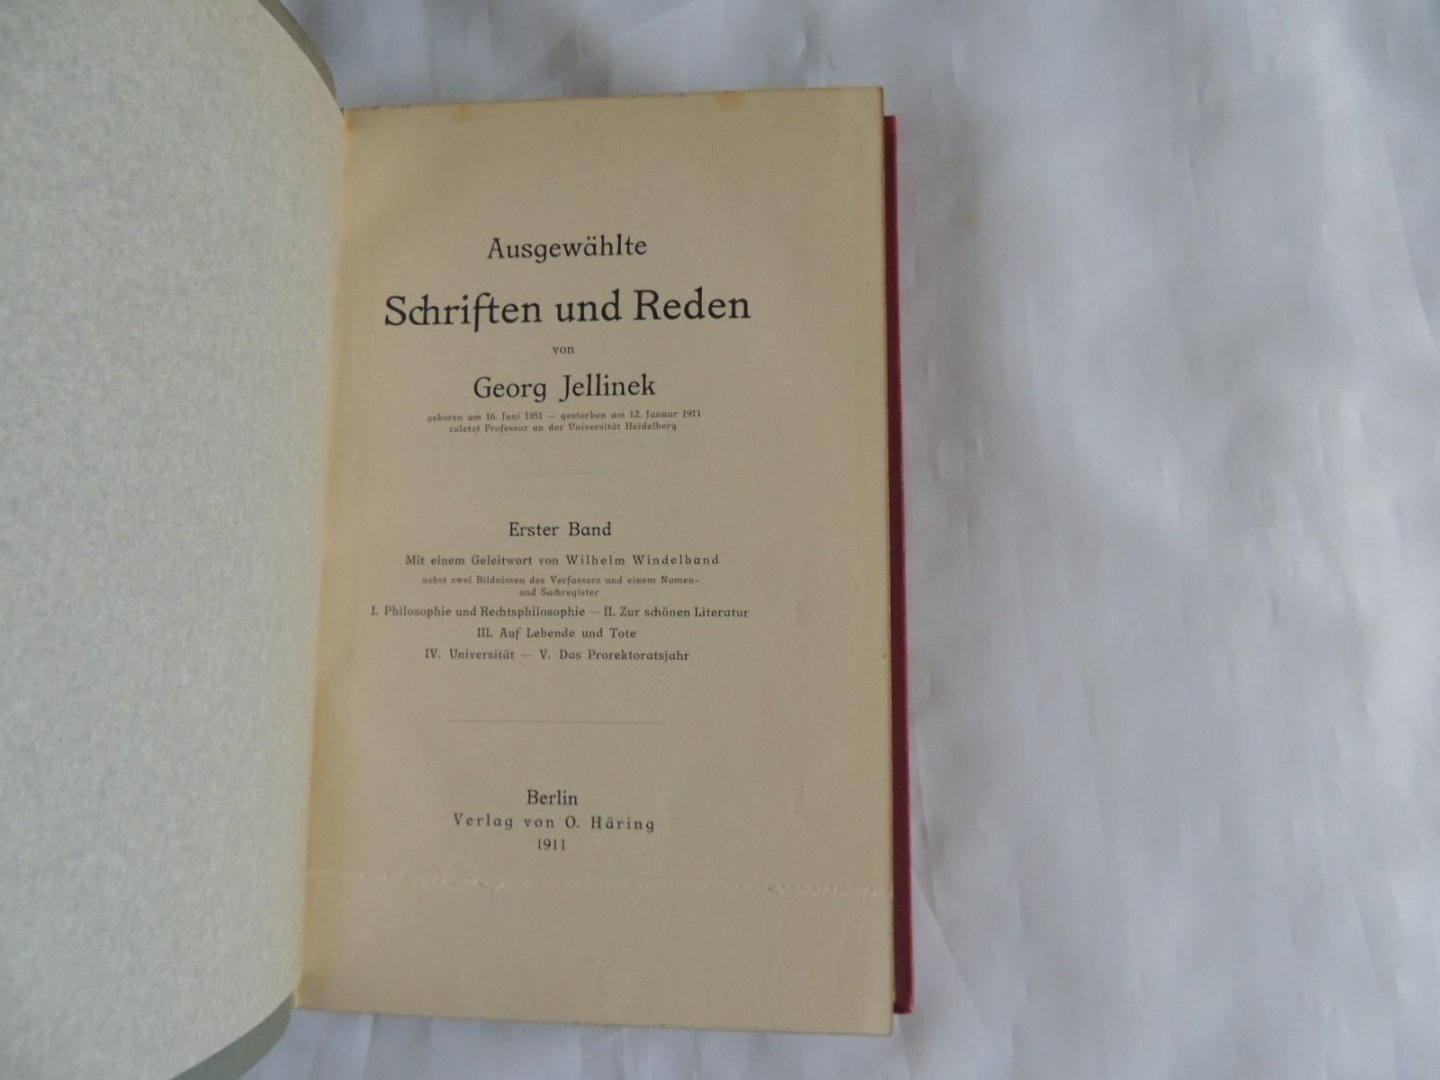 Ausgewählte
Schriften und Reden
von
Georg Jellinek
geboren am 16. Juni 1851 — gestorben am 12. Januar 1911
zuletzt Professor an der Universität Heidelberg
Erster Band
Mit einem Geleitwort von Wilhelm Windelband
nebst zwei Bildnissen des Verfassers und einem Namen-
und Sachregister
I. Philosophie und Rechtsphilosophie — II. Zur schönen Literatur
III. Auf Lebende und Tote
IV. Universität — V. Das Prorektoratsjahr
Berlin
Verlag von O. Häring
1911